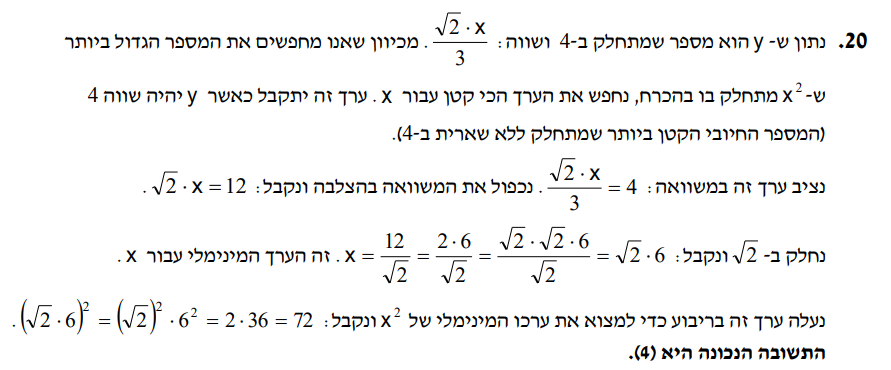 20. נתון ש- y הוא מספר שמתחלק ב-4 ושווה: $\frac{\sqrt{2} \cdot x}{3}$. מכיוון שאנו מחפשים את המספר הגדול ביותר
ש- $x^2$ מתחלק בו בהכרח, נחפש את הערך הכי קטן עבור x. ערך זה יתקבל כאשר y יהיה שווה 4
(המספר החיובי הקטן ביותר שמתחלק ללא שארית ב-4).
נציב ערך זה במשוואה: $\frac{\sqrt{2} \cdot x}{3} = 4$. נכפול את המשוואה בהצלבה ונקבל: $\sqrt{2} \cdot x = 12$.
נחלק ב- $\sqrt{2}$ ונקבל: $x = \frac{12}{\sqrt{2}} = \frac{2 \cdot 6}{\sqrt{2}} = \frac{\sqrt{2} \cdot \sqrt{2} \cdot 6}{\sqrt{2}} = \sqrt{2} \cdot 6$. זה הערך המינימלי עבור x.
נעלה ערך זה בריבוע כדי למצוא את ערכו המינימלי של $x^2$ ונקבל: $(\sqrt{2} \cdot 6)^2 = (\sqrt{2})^2 \cdot 6^2 = 2 \cdot 36 = 72$.
התשובה הנכונה היא (4).